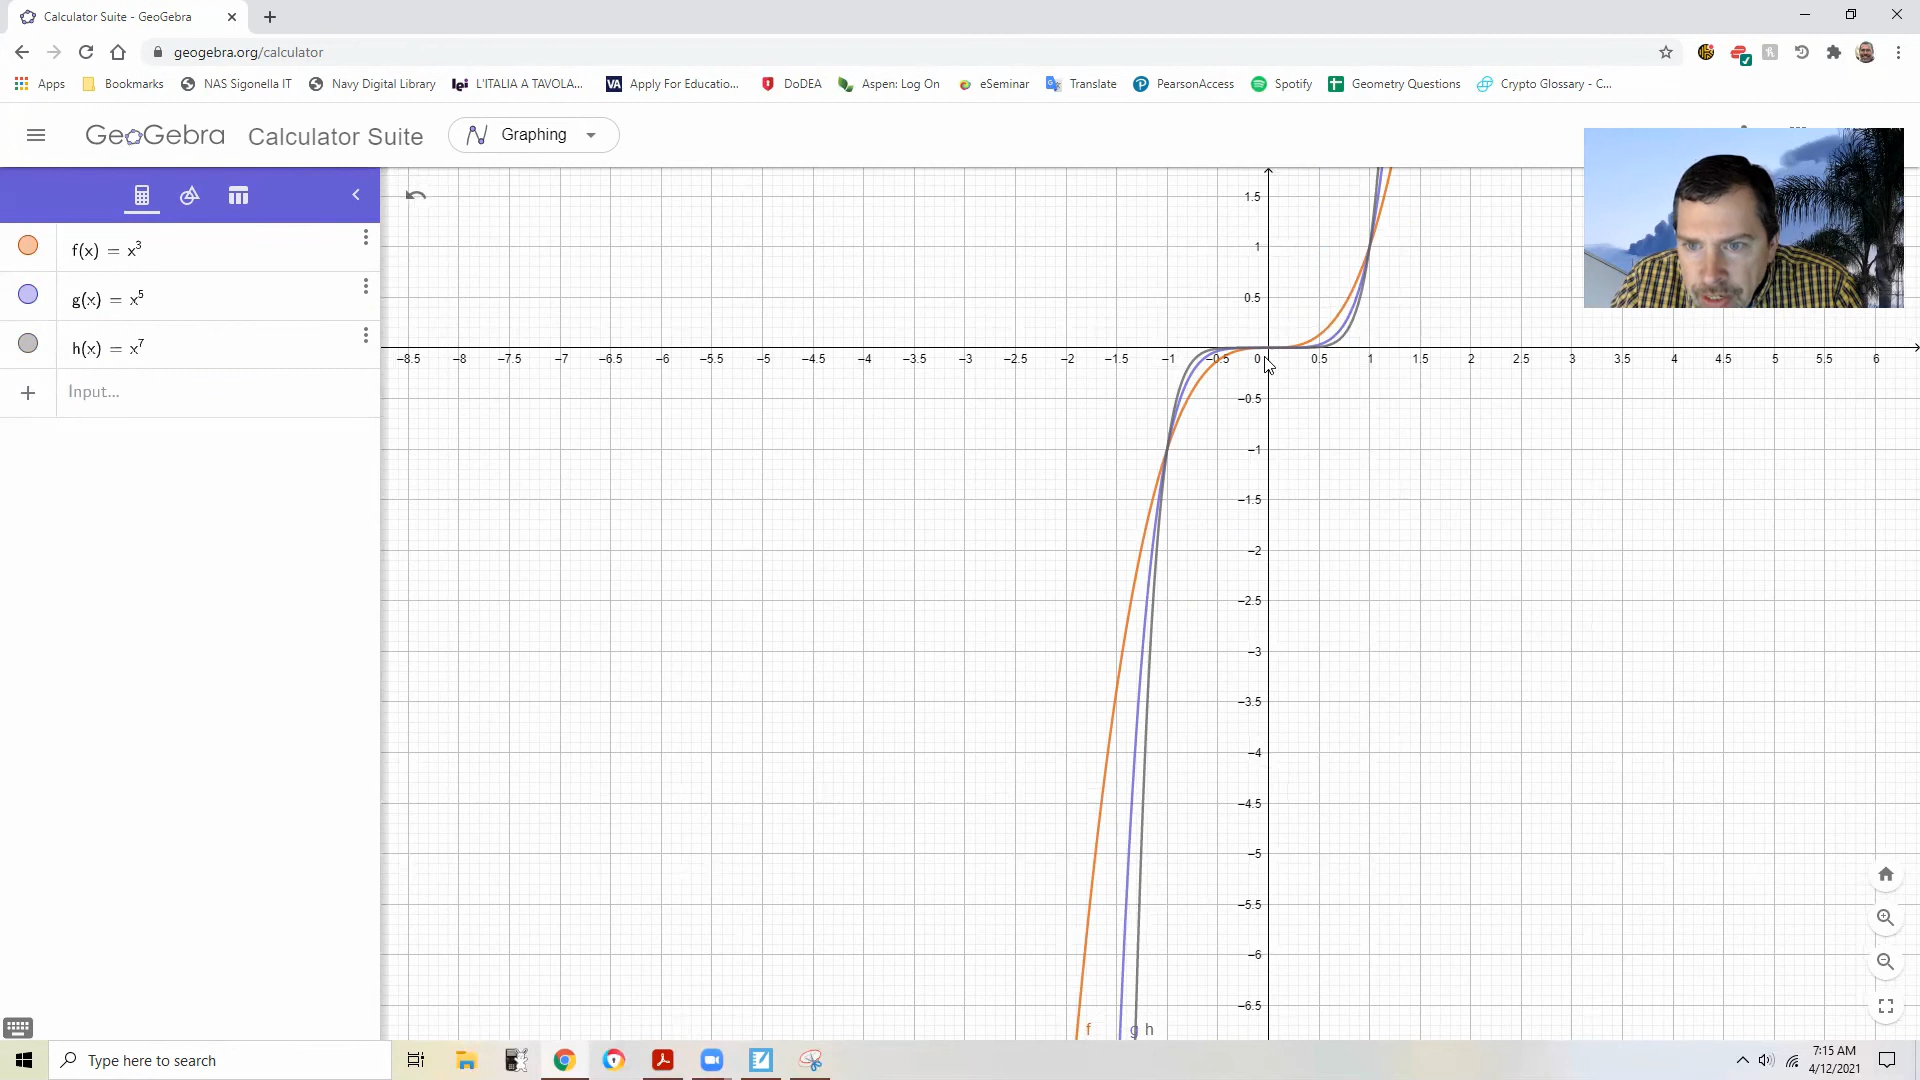 Calculator Suite - GeoGebra
geogebra.org/calculator
Apps Bookmarks NAS Sigonella IT Navy Digital Library lei L'ITALIA A TAVOLA... VA Apply For Educatio... DoDEA Aspen: Log On eSeminar Translate PearsonAccess Spotify Geometry Questions Crypto Glossary - C...
GeoGebra Calculator Suite Graphing
f(x) = x³
g(x) = x⁵
h(x) = x⁷
Input...
1.5
1
0.5
−8.5 −8 −7.5 −7 −6.5 −6 −5.5 −5 −4.5 −4 −3.5 −3 −2.5 −2 −1.5 −1 −0.5 0 0.5 1 1.5 2 2.5 3 3.5 4 4.5 5 5.5 6
−0.5
−1
−1.5
−2
−2.5
−3
−3.5
−4
−4.5
−5
−5.5
−6
−6.5
f g h
Type here to search
7:15 AM
4/12/2021